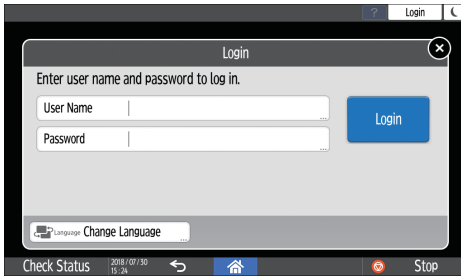 ? Login
Login
Enter user name and password to log in.
User Name ...
Password ...
Login
Language Change Language ...
Check Status 2018 / 07 / 30
15 : 24
Stop